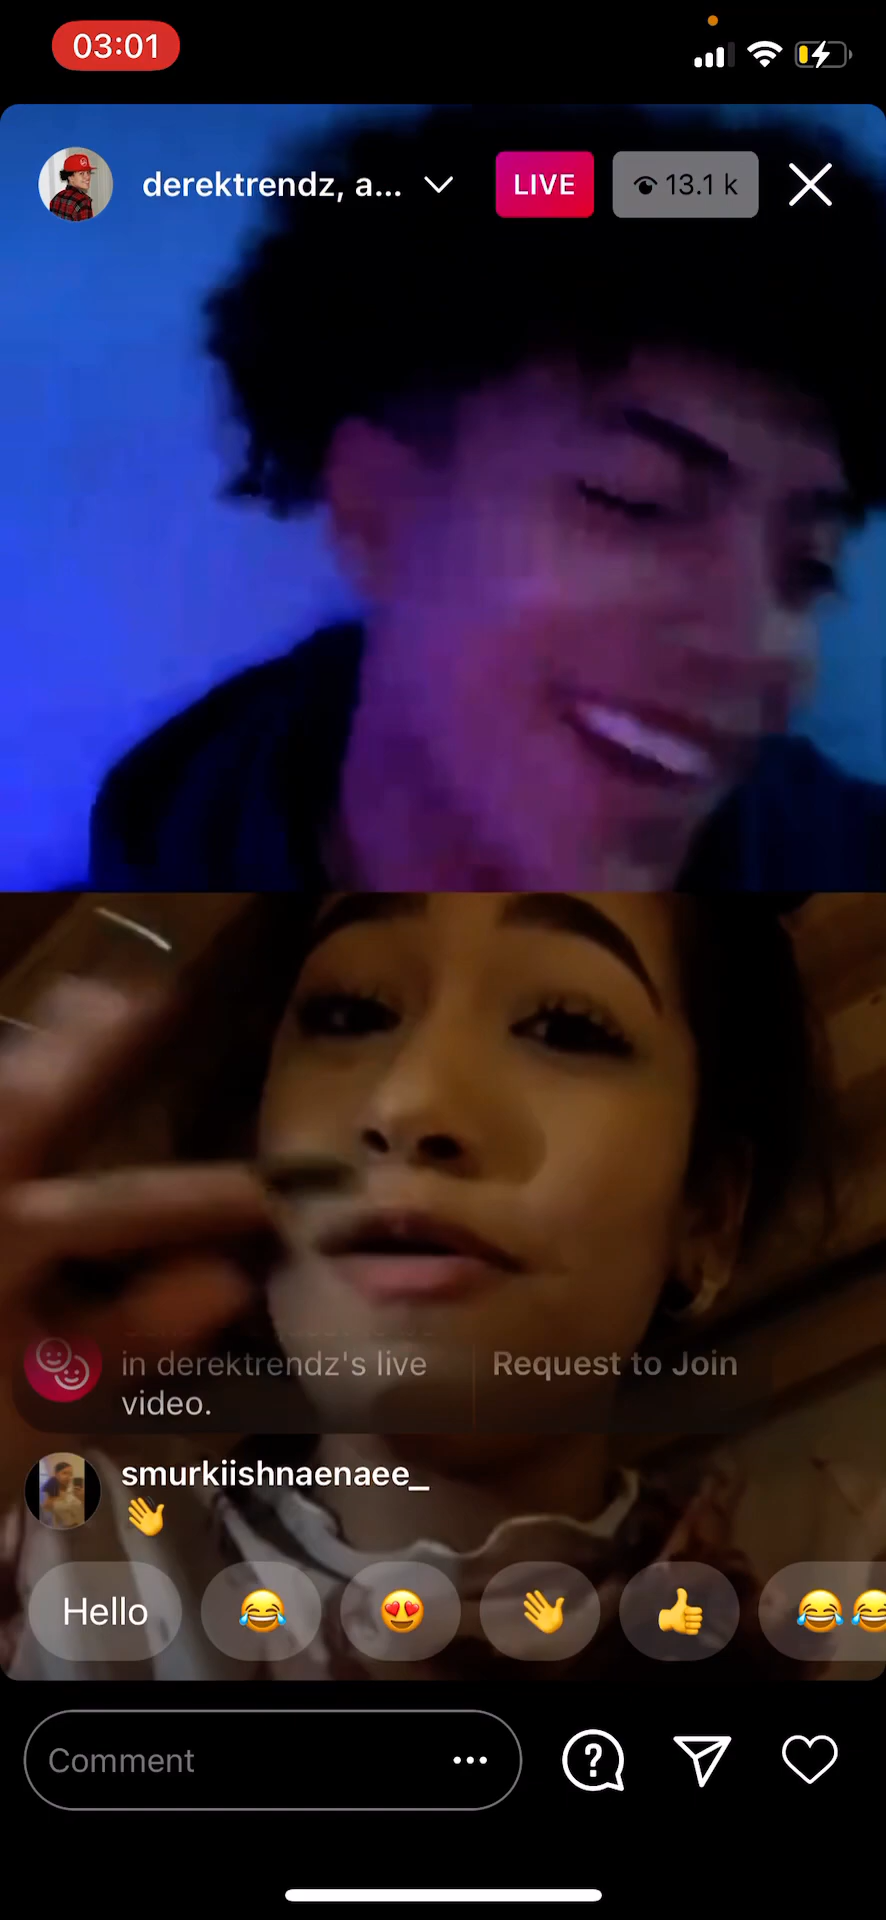 03:01
derektrendz, a...
LIVE
13.1 k
in derektrendz's live
video.
Request to Join
smurkiishnaenaee_
👋
Hello
😂
😍
👋
👍
😂😂
Comment